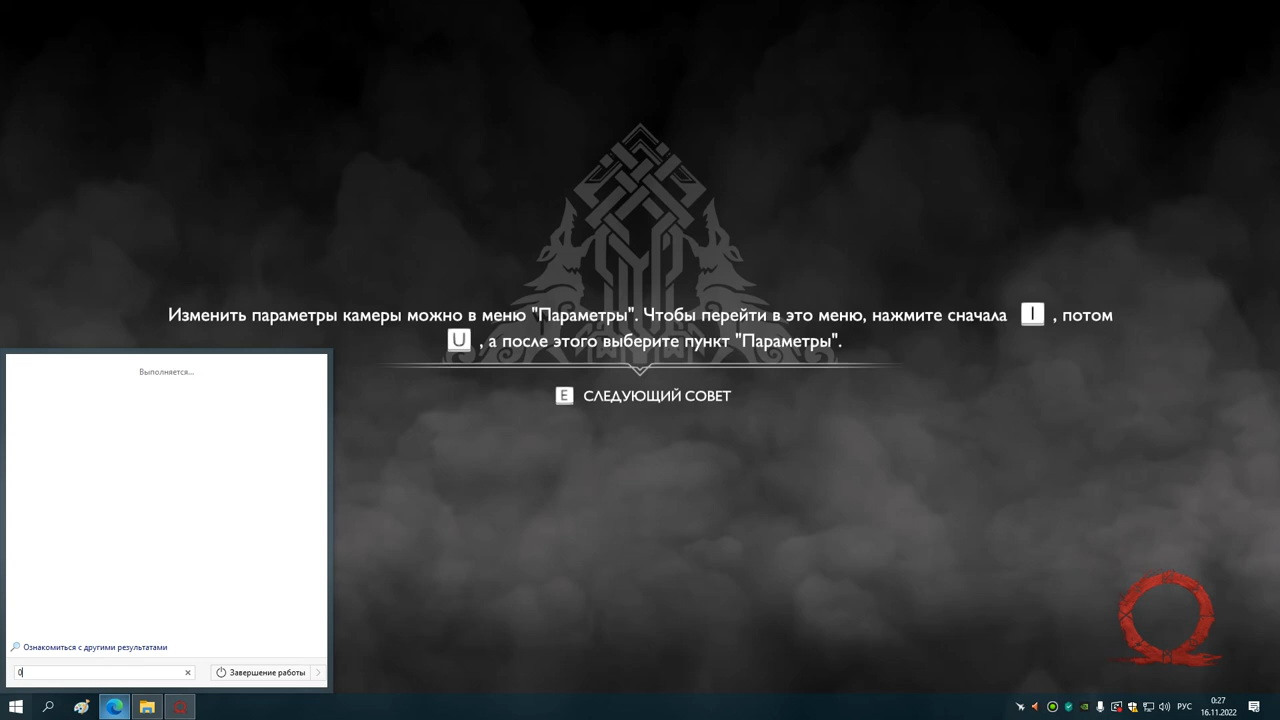 Изменить параметры камеры можно в меню "Параметры". Чтобы перейти в это меню, нажмите сначала I , потом
U , а после этого выберите пункт "Параметры".
E СЛЕДУЮЩИЙ СОВЕТ
Выполняется...
Ознакомиться с другими результатами
0
Завершение работы
РУС
0:27
16.11.2022